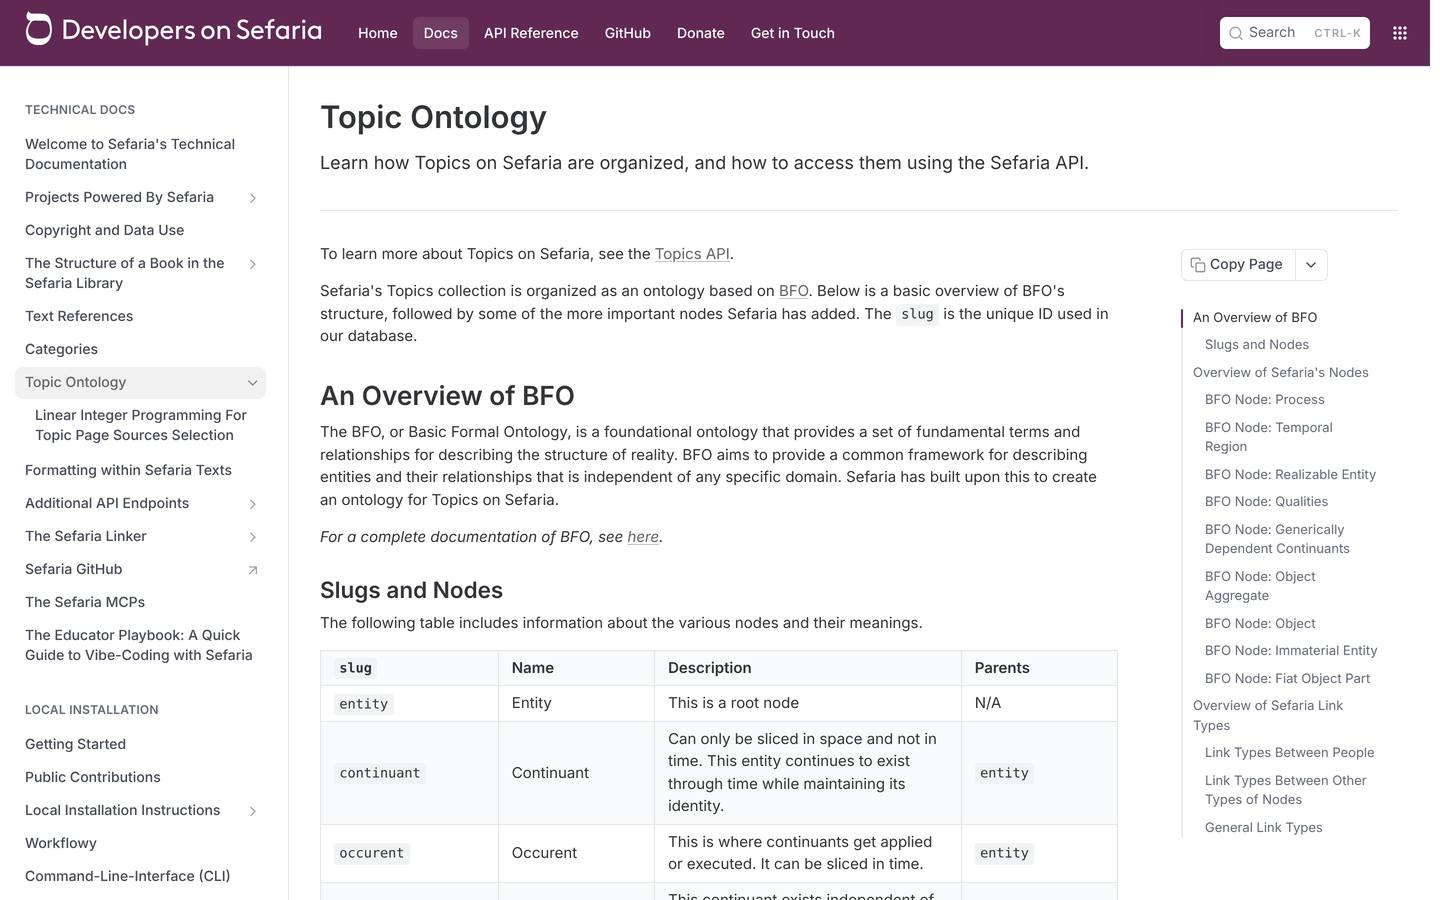 Developers on Sefaria
Home
Docs
API Reference
GitHub
Donate
Get in Touch
Search
CTRL-K
TECHNICAL DOCS
Welcome to Sefaria's Technical
Documentation
Projects Powered By Sefaria
Copyright and Data Use
The Structure of a Book in the
Sefaria Library
Text References
Categories
Topic Ontology
Linear Integer Programming For
Topic Page Sources Selection
Formatting within Sefaria Texts
Additional API Endpoints
The Sefaria Linker
Sefaria GitHub
The Sefaria MCPs
The Educator Playbook: A Quick
Guide to Vibe-Coding with Sefaria
LOCAL INSTALLATION
Getting Started
Public Contributions
Local Installation Instructions
Workflowy
Command-Line-Interface (CLI)
Topic Ontology
Learn how Topics on Sefaria are organized, and how to access them using the Sefaria API.
To learn more about Topics on Sefaria, see the Topics API.
Sefaria's Topics collection is organized as an ontology based on BFO. Below is a basic overview of BFO's
structure, followed by some of the more important nodes Sefaria has added. The slug is the unique ID used in
our database.
An Overview of BFO
The BFO, or Basic Formal Ontology, is a foundational ontology that provides a set of fundamental terms and
relationships for describing the structure of reality. BFO aims to provide a common framework for describing
entities and their relationships that is independent of any specific domain. Sefaria has built upon this to create
an ontology for Topics on Sefaria.
For a complete documentation of BFO, see here.
Slugs and Nodes
The following table includes information about the various nodes and their meanings.
slug
Name
Description
Parents
entity
Entity
This is a root node
N/A
continuant
Continuant
Can only be sliced in space and not in
time. This entity continues to exist
through time while maintaining its
identity.
entity
occurent
Occurent
This is where continuants get applied
or executed. It can be sliced in time.
entity
This continuant exists independent of
Copy Page
An Overview of BFO
Slugs and Nodes
Overview of Sefaria's Nodes
BFO Node: Process
BFO Node: Temporal
Region
BFO Node: Realizable Entity
BFO Node: Qualities
BFO Node: Generically
Dependent Continuants
BFO Node: Object
Aggregate
BFO Node: Object
BFO Node: Immaterial Entity
BFO Node: Fiat Object Part
Overview of Sefaria Link
Types
Link Types Between People
Link Types Between Other
Types of Nodes
General Link Types